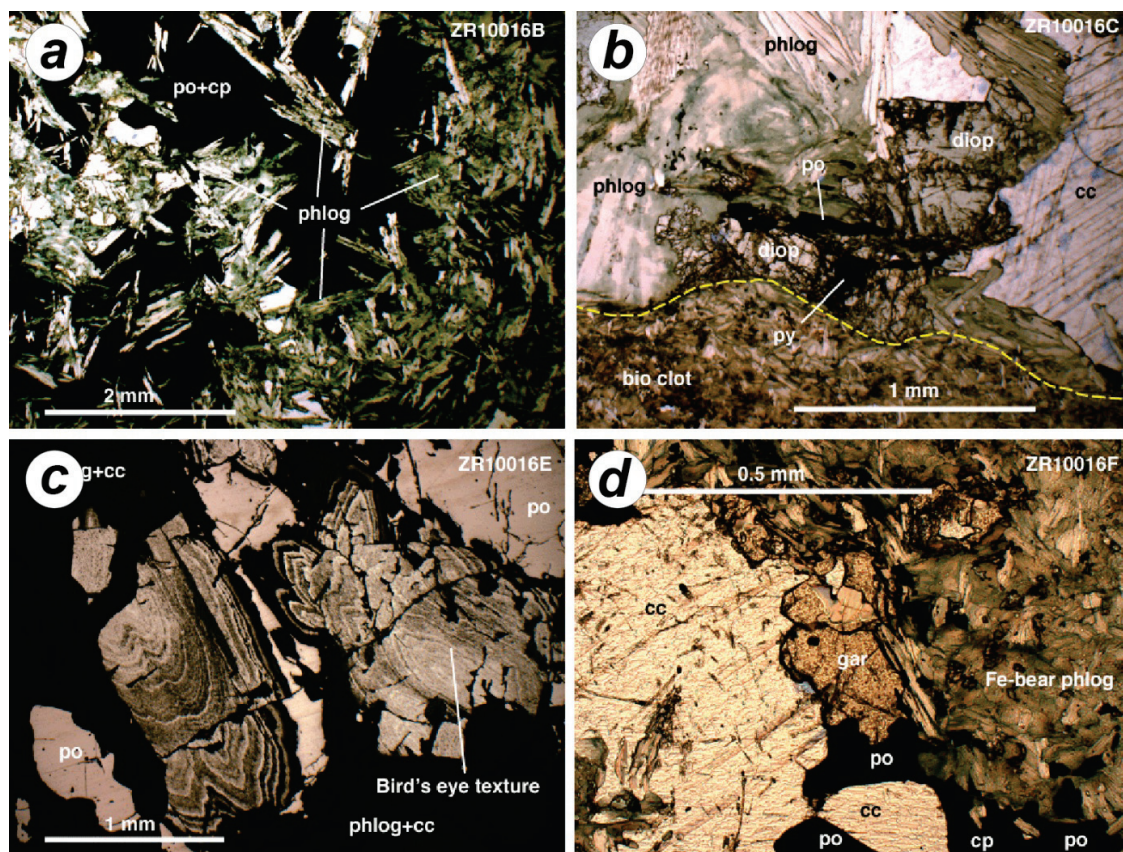 a
ZR10016B
po+cp
phlog
2 mm
b
ZR10016C
phlog
diop
po
phlog
cc
diop
py
bio clot
1 mm
c
g+cc
ZR10016E
po
po
Bird's eye texture
1 mm
phlog+cc
d
0.5 mm
ZR10016F
cc
gar
Fe-bear phlog
po
cc
po
cp
po